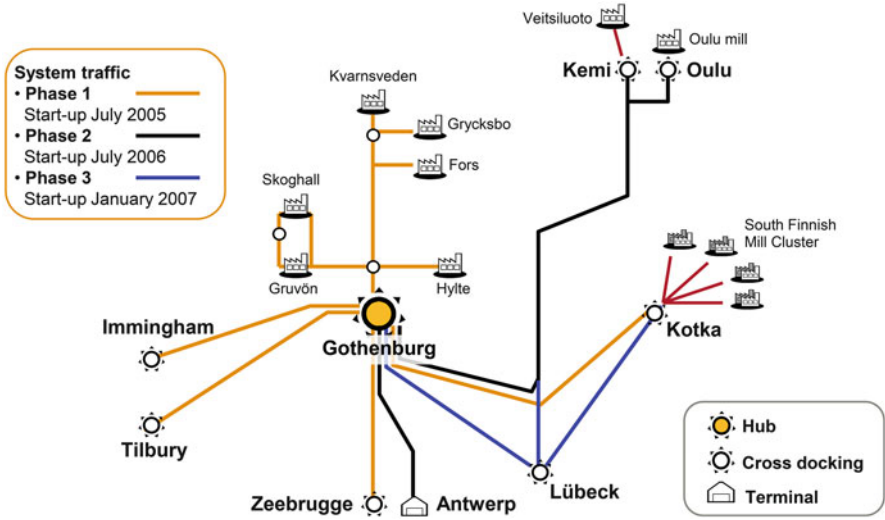 System traffic
• Phase 1
Start-up July 2005
• Phase 2
Start-up July 2006
• Phase 3
Start-up January 2007
Veitsiluoto
Oulu mill
Kemi
Oulu
Kvarnsveden
Grycksbo
Fors
Skoghall
Gruvön
Hylte
South Finnish
Mill Cluster
Immingham
Gothenburg
Kotka
Tilbury
Zeebrugge
Antwerp
Lübeck
Hub
Cross docking
Terminal